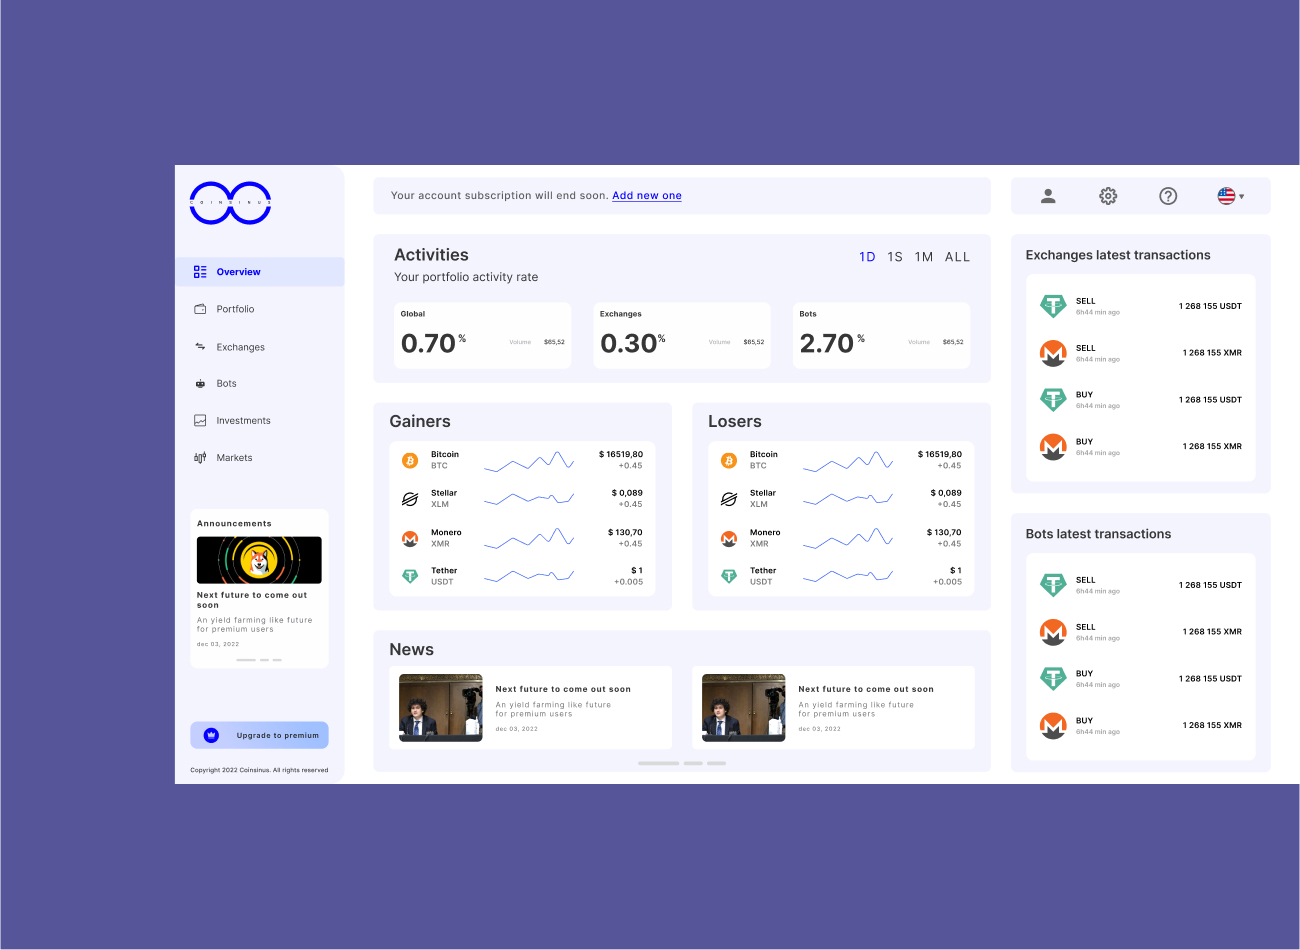 COINSINUS
Overview
Portfolio
Exchanges
Bots
Investments
Markets
Announcements
Next future to come out
soon
An yield farming like future
for premium users
dec 03, 2022
Upgrade to premium
Copyright 2022 Coinsinus. All rights reserved
Your account subscription will end soon. Add new one
Activities
1D 1S 1M ALL
Your portfolio activity rate
Global
0.70 %
Volume $65,52
Exchanges
0.30 %
Volume $65,52
Bots
2.70 %
Volume $65,52
Gainers
Bitcoin $ 16519,80
BTC +0.45
Stellar $ 0,089
XLM +0.45
Monero $ 130,70
XMR +0.45
Tether $ 1
USDT +0.005
Losers
Bitcoin $ 16519,80
BTC +0.45
Stellar $ 0,089
XLM +0.45
Monero $ 130,70
XMR +0.45
Tether $ 1
USDT +0.005
News
Next future to come out soon
An yield farming like future
for premium users
dec 03, 2022
Next future to come out soon
An yield farming like future
for premium users
dec 03, 2022
Exchanges latest transactions
SELL
6h44 min ago
1 268 155 USDT
SELL
6h44 min ago
1 268 155 XMR
BUY
6h44 min ago
1 268 155 USDT
BUY
6h44 min ago
1 268 155 XMR
Bots latest transactions
SELL
6h44 min ago
1 268 155 USDT
SELL
6h44 min ago
1 268 155 XMR
BUY
6h44 min ago
1 268 155 USDT
BUY
6h44 min ago
1 268 155 XMR